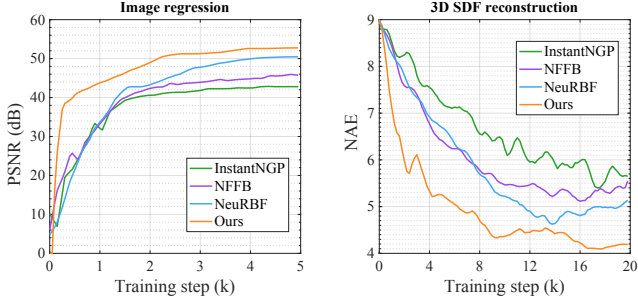 Image regression
PSNR (dB)
60
50
40
30
20
10
0
InstantNGP
NFFB
NeuRBF
Ours
0 1 2 3 4 5
Training step (k)
3D SDF reconstruction
NAE
9
8
7
6
5
4
InstantNGP
NFFB
NeuRBF
Ours
0 4 8 12 16 20
Training step (k)